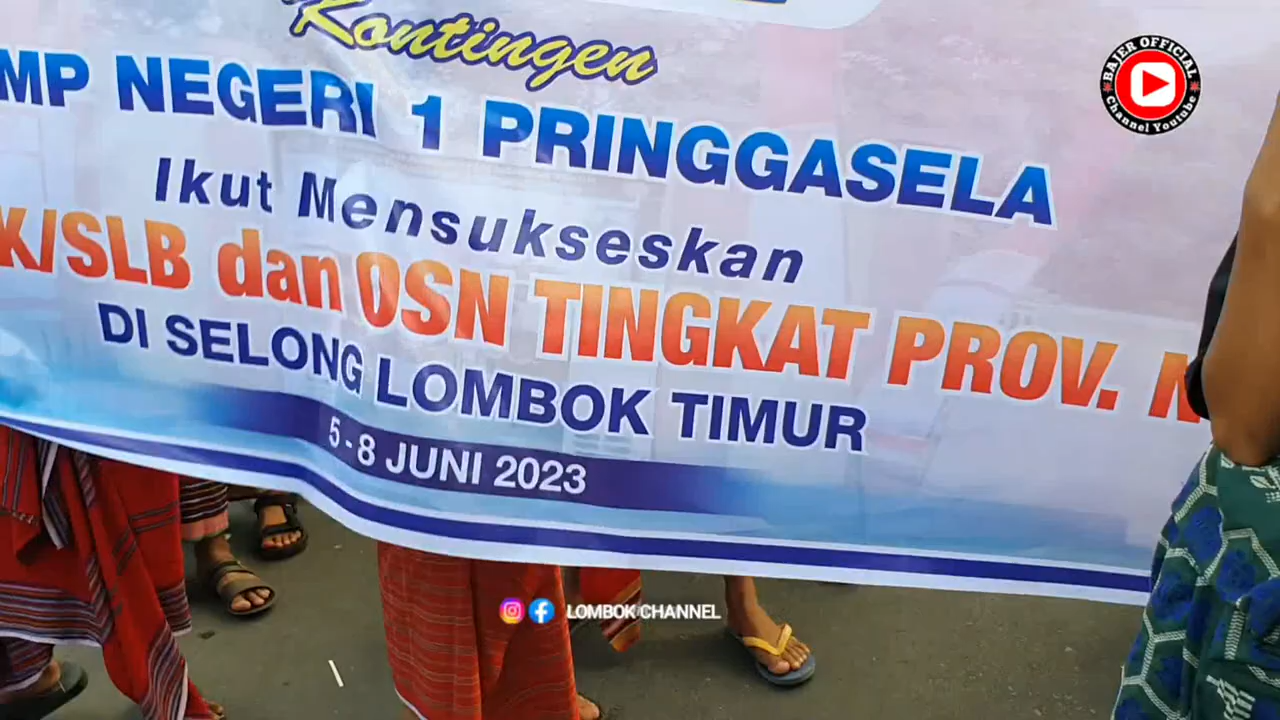 Kontingen
MP NEGERI 1 PRINGGASELA
Ikut Mensukseskan
K/SLB dan OSN TINGKAT PROV. N
DI SELONG LOMBOK TIMUR
5 - 8 JUNI 2023
BAJER OFFICIAL
Channel Youtube
LOMBOK CHANNEL